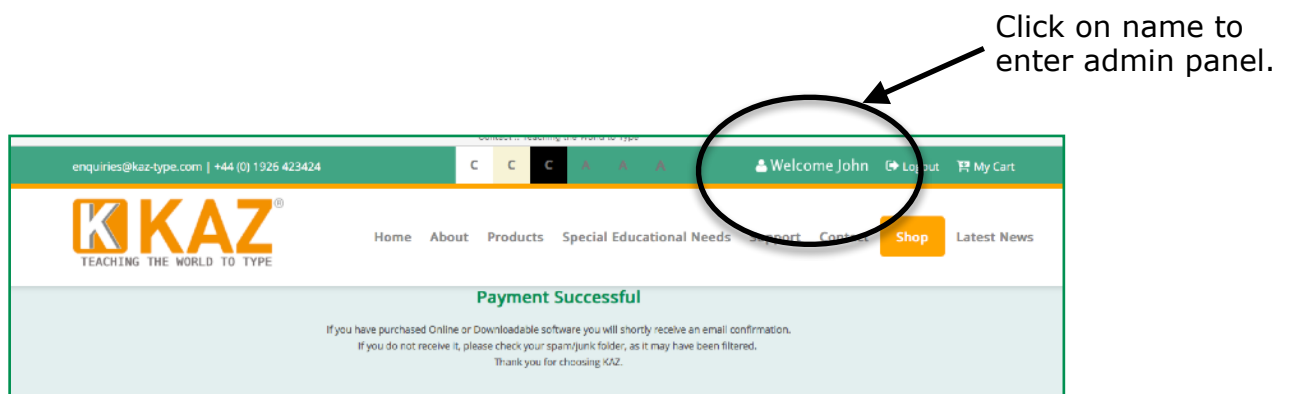 Click on name to
enter admin panel.
enquiries@kaz-type.com | +44 (0) 1926 423424
C C C A A A
Welcome John Logout My Cart
KAZ®
TEACHING THE WORLD TO TYPE
Home About Products Special Educational Needs Support Contact Shop Latest News
Payment Successful
If you have purchased Online or Downloadable software you will shortly receive an email confirmation.
If you do not receive it, please check your spam/junk folder, as it may have been filtered.
Thank you for choosing KAZ.